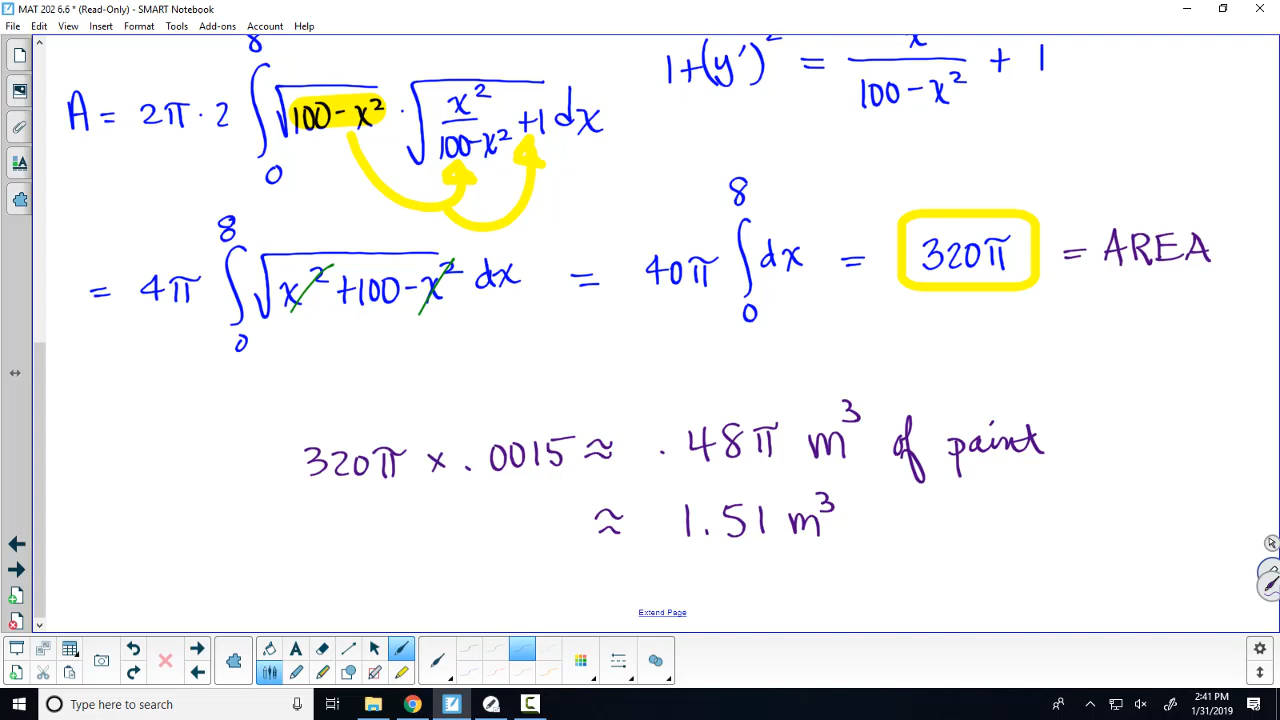 MAT 202 6.6 * (Read-Only) — SMART Notebook
File Edit View Insert Format Tools Add-ons Account Help
1+(y')² = x / 100-x² + 1
A = 2π·2 ∫₀⁸ √100-x² · √x²/100-x² +1 dx
= 4π ∫₀⁸ √x²+100-x² dx = 40π ∫₀⁸ dx = 320π = AREA
320π × .0015 ≈ .48π m³ of paint
≈ 1.51 m³
Extend Page
Type here to search
2:41 PM
1/31/2019